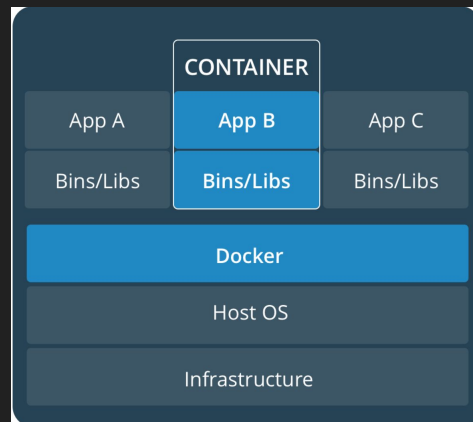 CONTAINER
App A
App B
App C
Bins/Libs
Bins/Libs
Bins/Libs
Docker
Host OS
Infrastructure